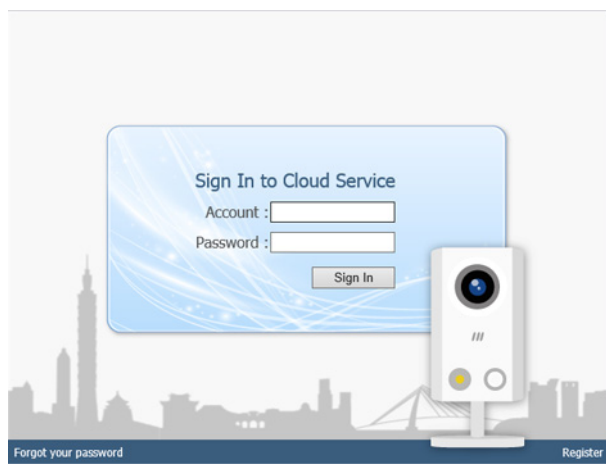 Sign In to Cloud Service
Account :
Password :
Sign In
Forgot your password
Register